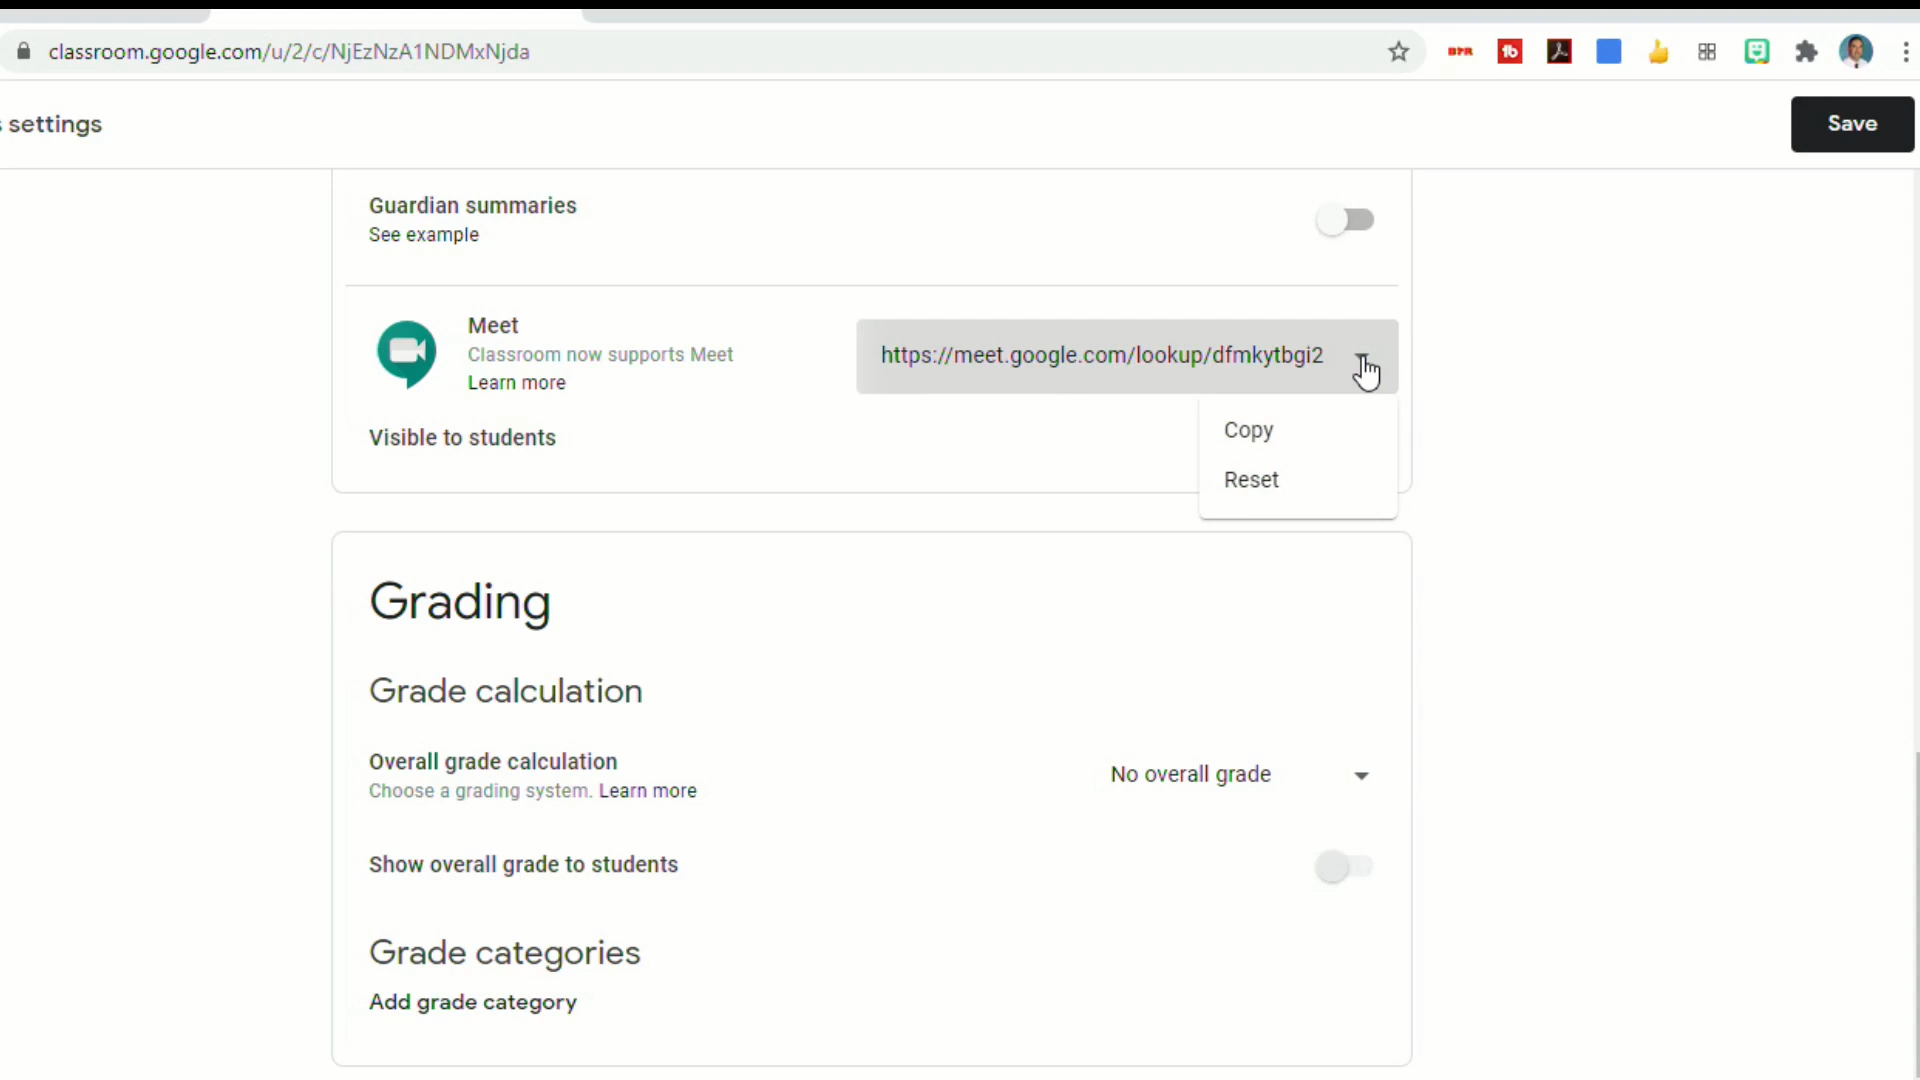 classroom.google.com/u/2/c/NjEzNzA1NDMxNjda
settings
Save
Guardian summaries
See example
Meet
Classroom now supports Meet
Learn more
https://meet.google.com/lookup/dfmkytbgi2
Copy
Visible to students
Reset
Grading
Grade calculation
Overall grade calculation
Choose a grading system. Learn more
No overall grade
Show overall grade to students
Grade categories
Add grade category